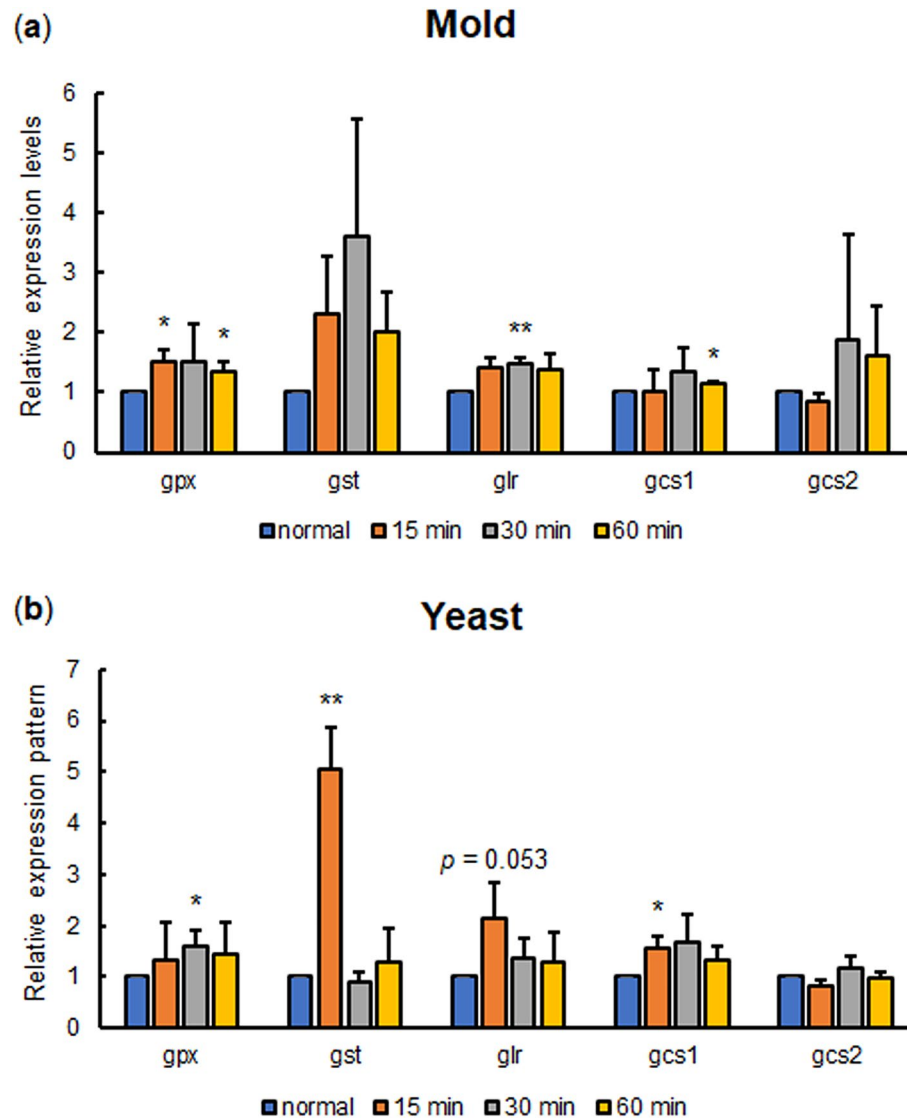 (a)
Mold
Relative expression levels
6
5
4
3
2
1
0
* * ** *
gpx gst glr gcs1 gcs2
normal 15 min 30 min 60 min
(b)
Yeast
Relative expression pattern
7
6
5
4
3
2
1
0
**
p = 0.053
* *
gpx gst glr gcs1 gcs2
normal 15 min 30 min 60 min